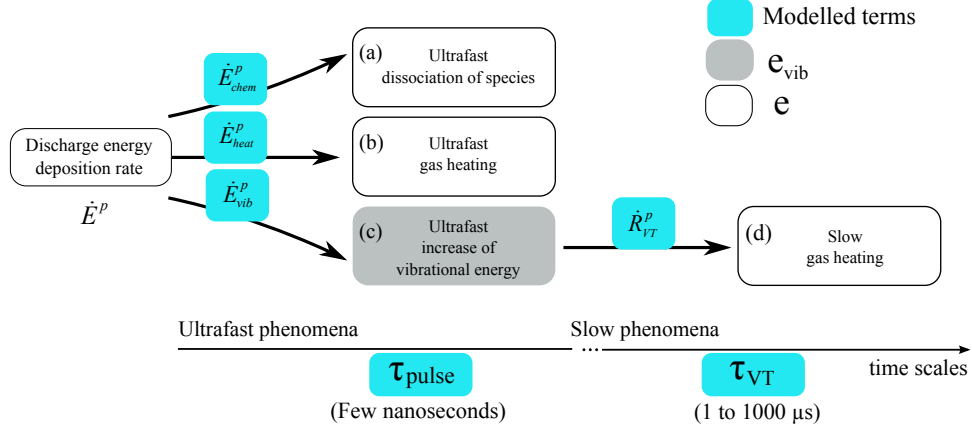 Modelled terms
e_vib
e
(a)
Ultrafast
dissociation of species
Ė^p_chem
Discharge energy
deposition rate
Ė^p
Ė^p_heat
(b)
Ultrafast
gas heating
Ė^p_vib
(c)
Ultrafast
increase of
vibrational energy
Ṙ^p_VT
(d)
Slow
gas heating
Ultrafast phenomena
Slow phenomena
...
τ_pulse
τ_VT
time scales
(Few nanoseconds)
(1 to 1000 µs)